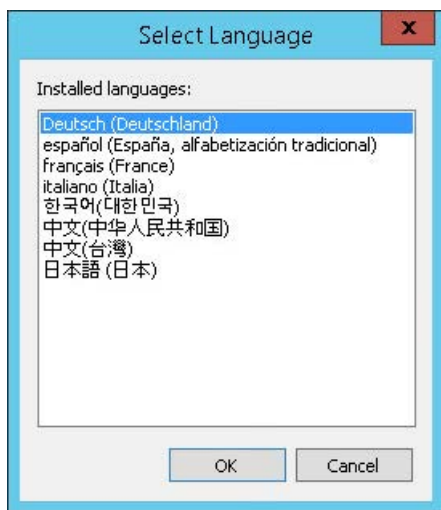 Select Language
x
Installed languages:
Deutsch (Deutschland)
español (España, alfabetización tradicional)
français (France)
italiano (Italia)
한국어(대한민국)
中文(中华人民共和国)
中文(台灣)
日本語 (日本)
OK
Cancel